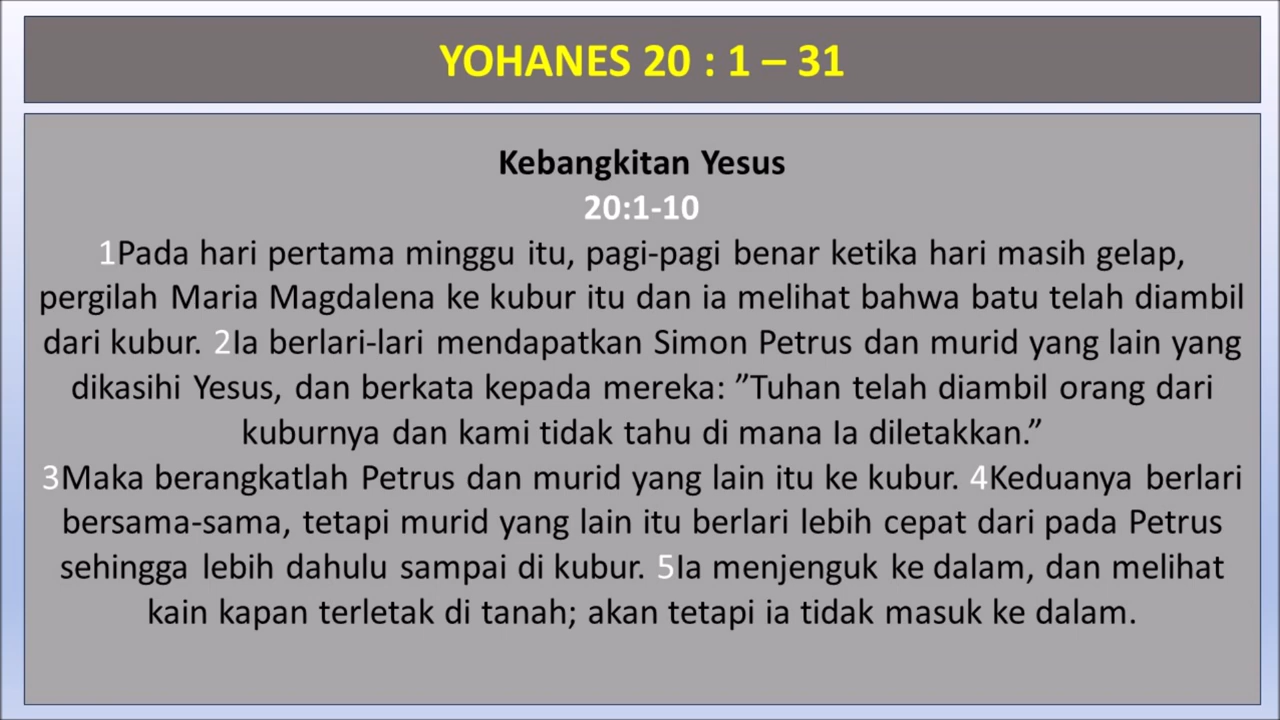 YOHANES 20 : 1 – 31
Kebangkitan Yesus
20:1-10
1Pada hari pertama minggu itu, pagi-pagi benar ketika hari masih gelap,
pergilah Maria Magdalena ke kubur itu dan ia melihat bahwa batu telah diambil
dari kubur. 2Ia berlari-lari mendapatkan Simon Petrus dan murid yang lain yang
dikasihi Yesus, dan berkata kepada mereka: ”Tuhan telah diambil orang dari
kuburnya dan kami tidak tahu di mana Ia diletakkan.”
3Maka berangkatlah Petrus dan murid yang lain itu ke kubur. 4Keduanya berlari
bersama-sama, tetapi murid yang lain itu berlari lebih cepat dari pada Petrus
sehingga lebih dahulu sampai di kubur. 5Ia menjenguk ke dalam, dan melihat
kain kapan terletak di tanah; akan tetapi ia tidak masuk ke dalam.